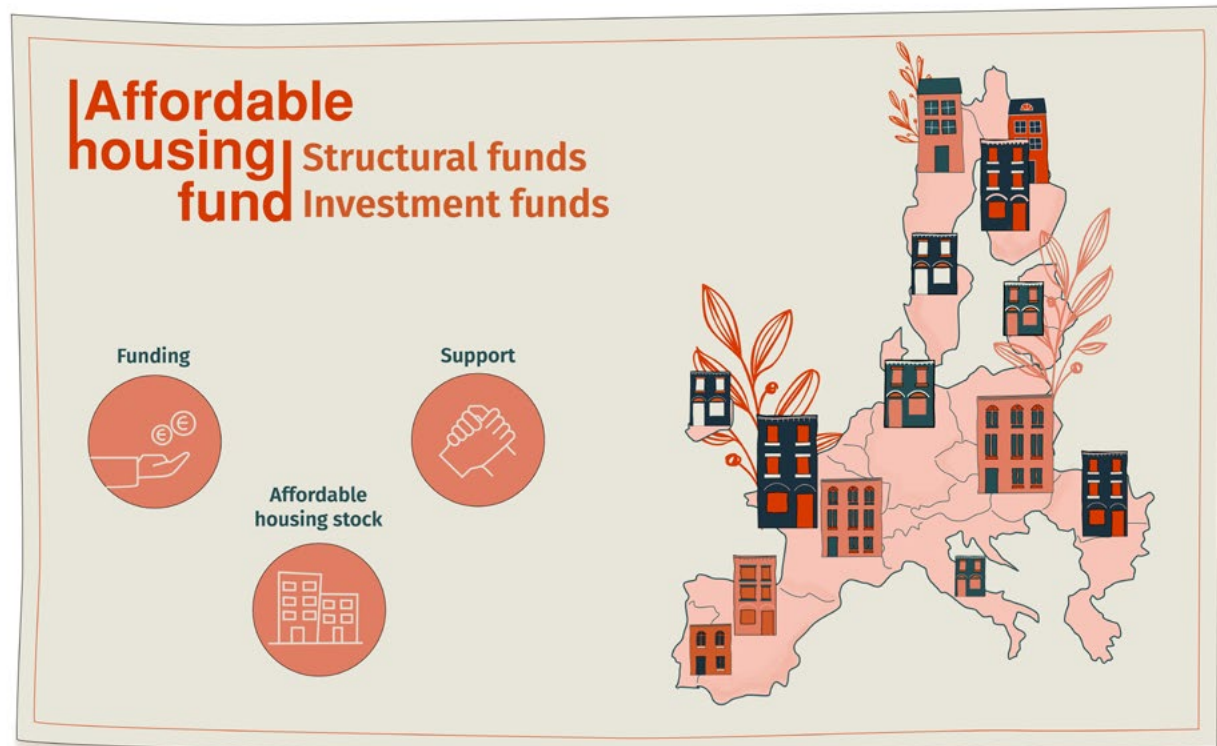 Affordable
housing
fund
Structural funds
Investment funds
Funding
Support
Affordable
housing stock